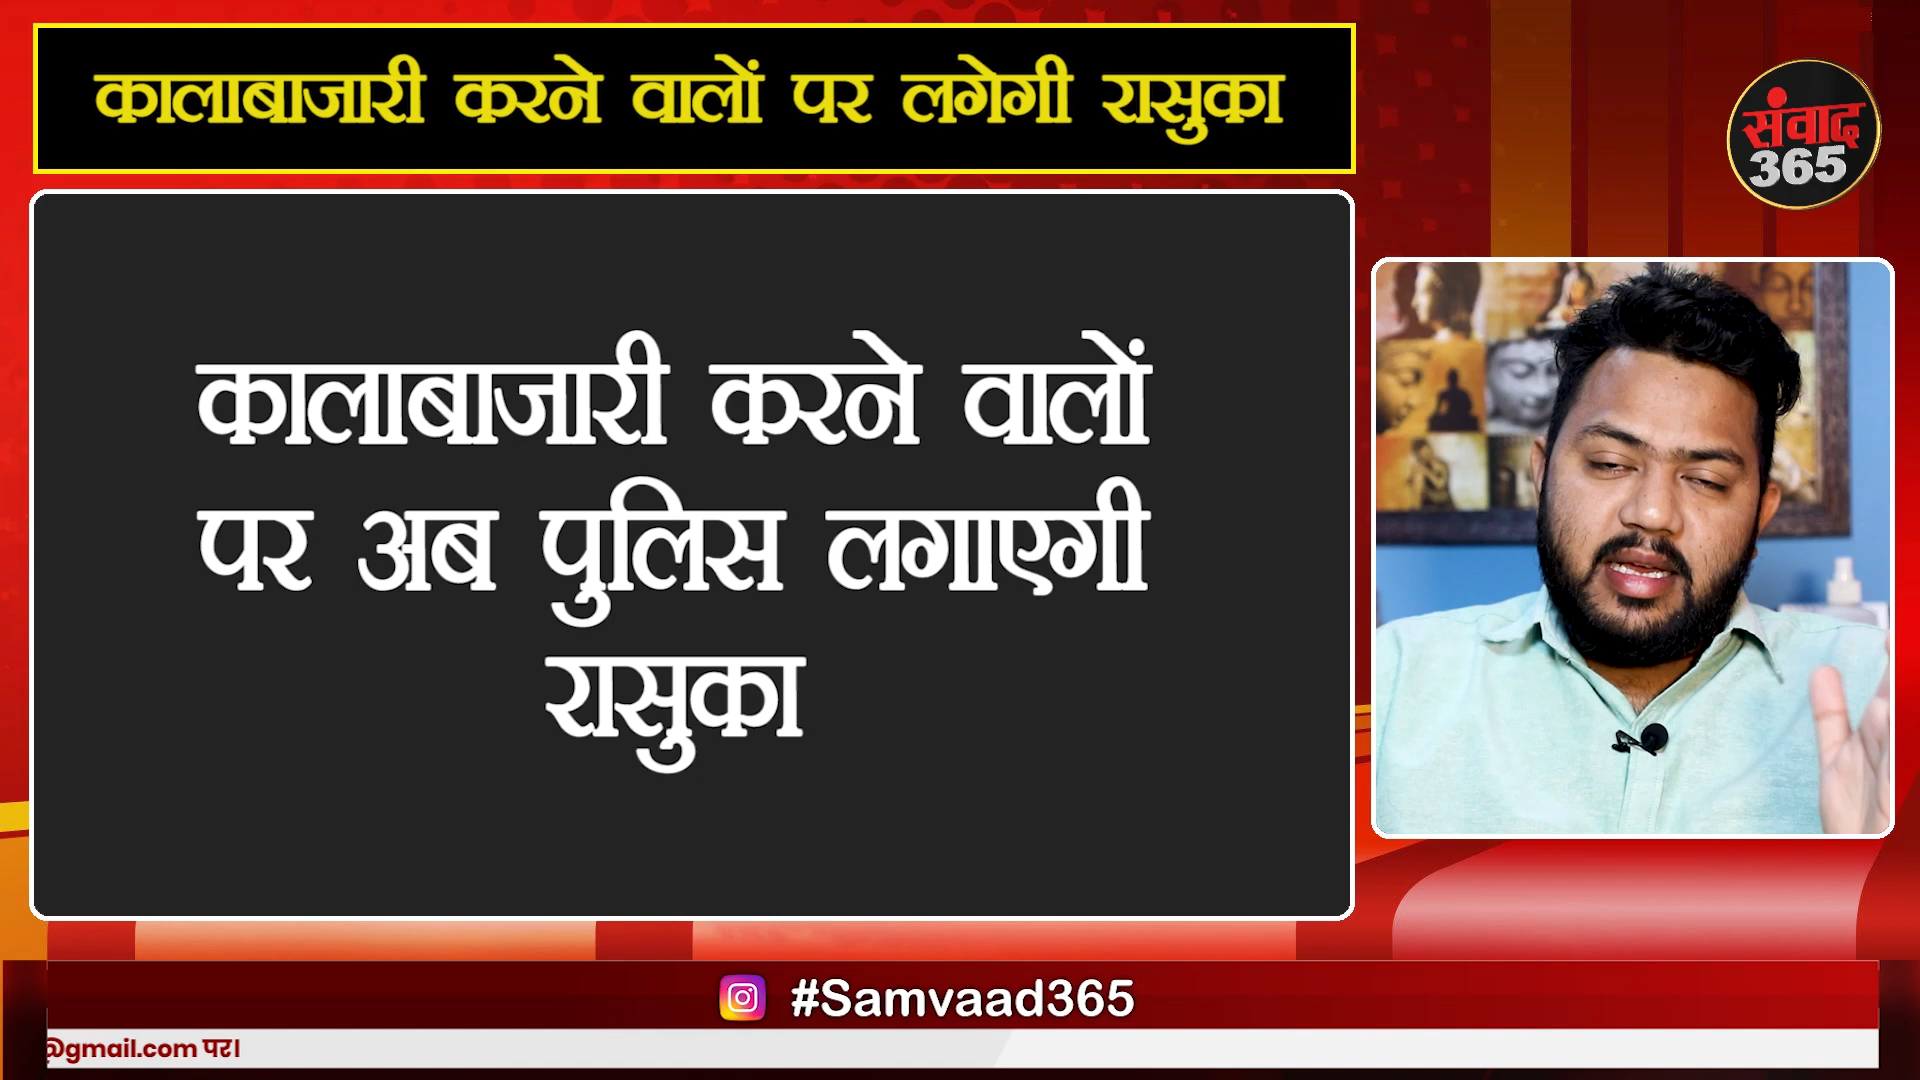 कालाबाजारी करने वालों पर लगेगी रासुका
संवाद
365
कालाबाजारी करने वालों
पर अब पुलिस लगाएगी
रासुका
#Samvaad365
@gmail.com पर।